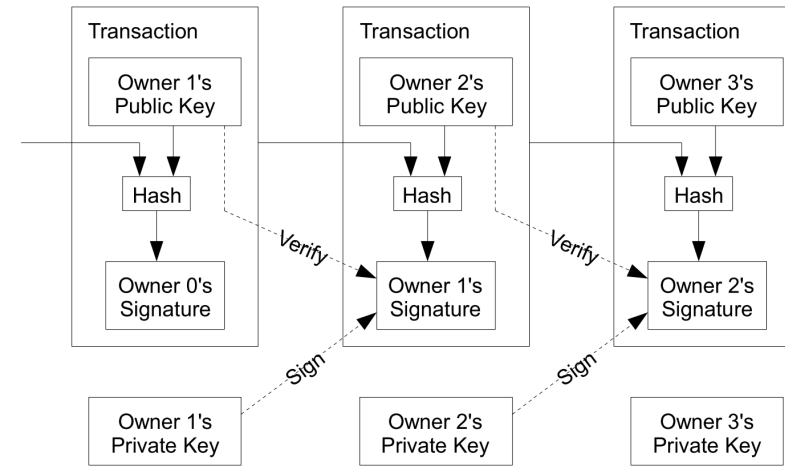 Transaction
Owner 1's
Public Key
Hash
Verify
Owner 0's
Signature
Transaction
Owner 2's
Public Key
Hash
Verify
Owner 1's
Signature
Transaction
Owner 3's
Public Key
Hash
Owner 2's
Signature
Sign
Sign
Owner 1's
Private Key
Owner 2's
Private Key
Owner 3's
Private Key